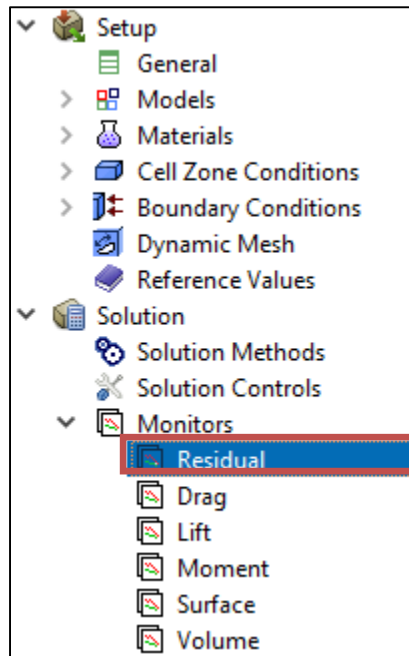 Setup
General
Models
Materials
Cell Zone Conditions
Boundary Conditions
Dynamic Mesh
Reference Values
Solution
Solution Methods
Solution Controls
Monitors
Residual
Drag
Lift
Moment
Surface
Volume